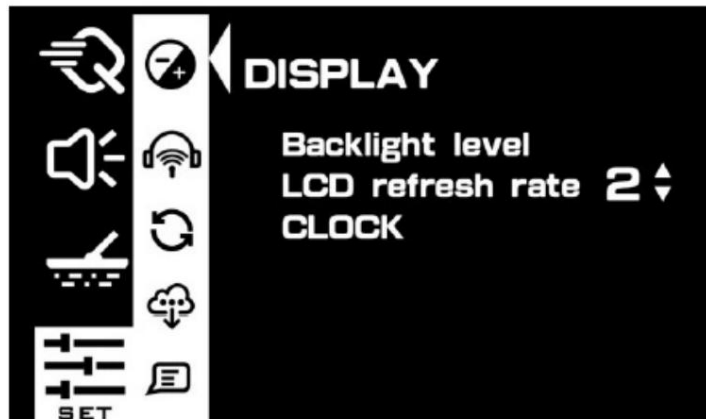 DISPLAY
Backlight level
LCD refresh rate 2
CLOCK
SET